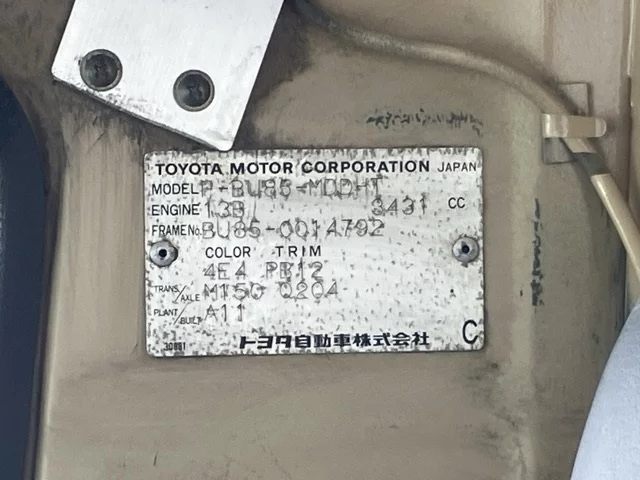 TOYOTA MOTOR CORPORATION JAPAN
MODEL P-BU85-MDDHT
ENGINE 13B 3431 CC
FRAME No. BU85-0014792
COLOR TRIM
4E4 PB12
TRANS/AXLE M150 Q204
PLANT/BUILT A11
30881 トヨタ自動車株式会社 C